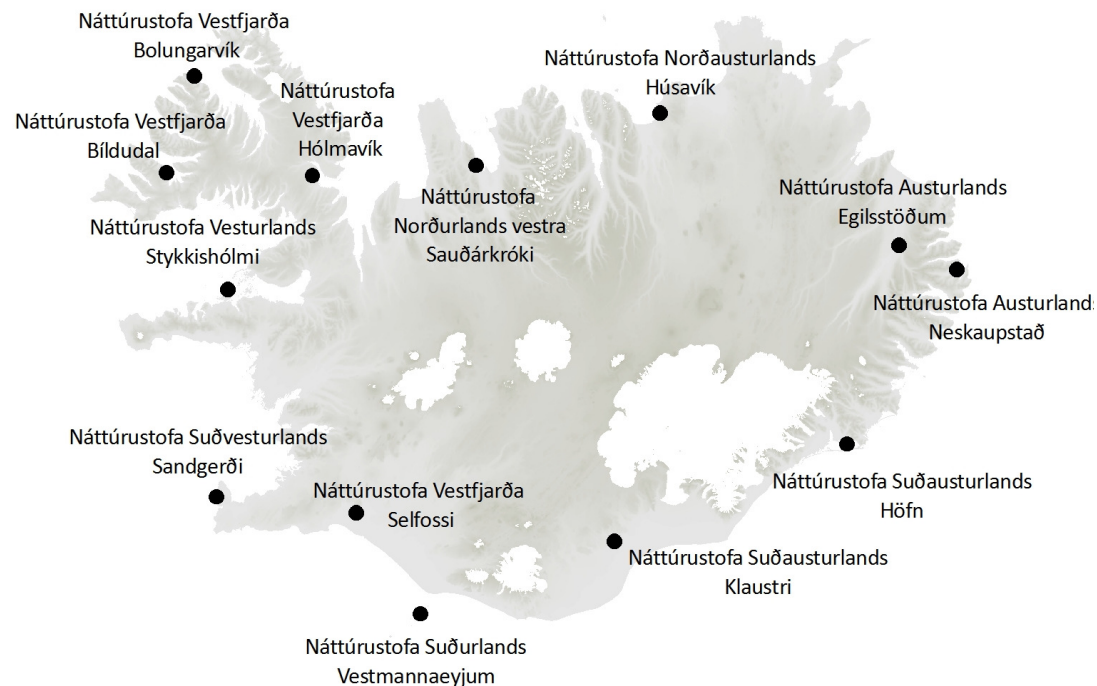 Náttúrustofa Vestfjarða
Bolungarvík
Náttúrustofa Norðausturlands
Húsavík
Náttúrustofa
Vestfjarða
Hólmavík
Náttúrustofa Vestfjarða
Bíldudal
Náttúrustofa Austurlands
Egilsstöðum
Náttúrustofa
Norðurlands vestra
Sauðárkróki
Náttúrustofa Vesturlands
Stykkishólmi
Náttúrustofa Austurlands
Neskaupstað
Náttúrustofa Suðvesturlands
Sandgerði
Náttúrustofa Suðausturlands
Höfn
Náttúrustofa Vestfjarða
Selfossi
Náttúrustofa Suðausturlands
Klaustri
Náttúrustofa Suðurlands
Vestmannaeyjum